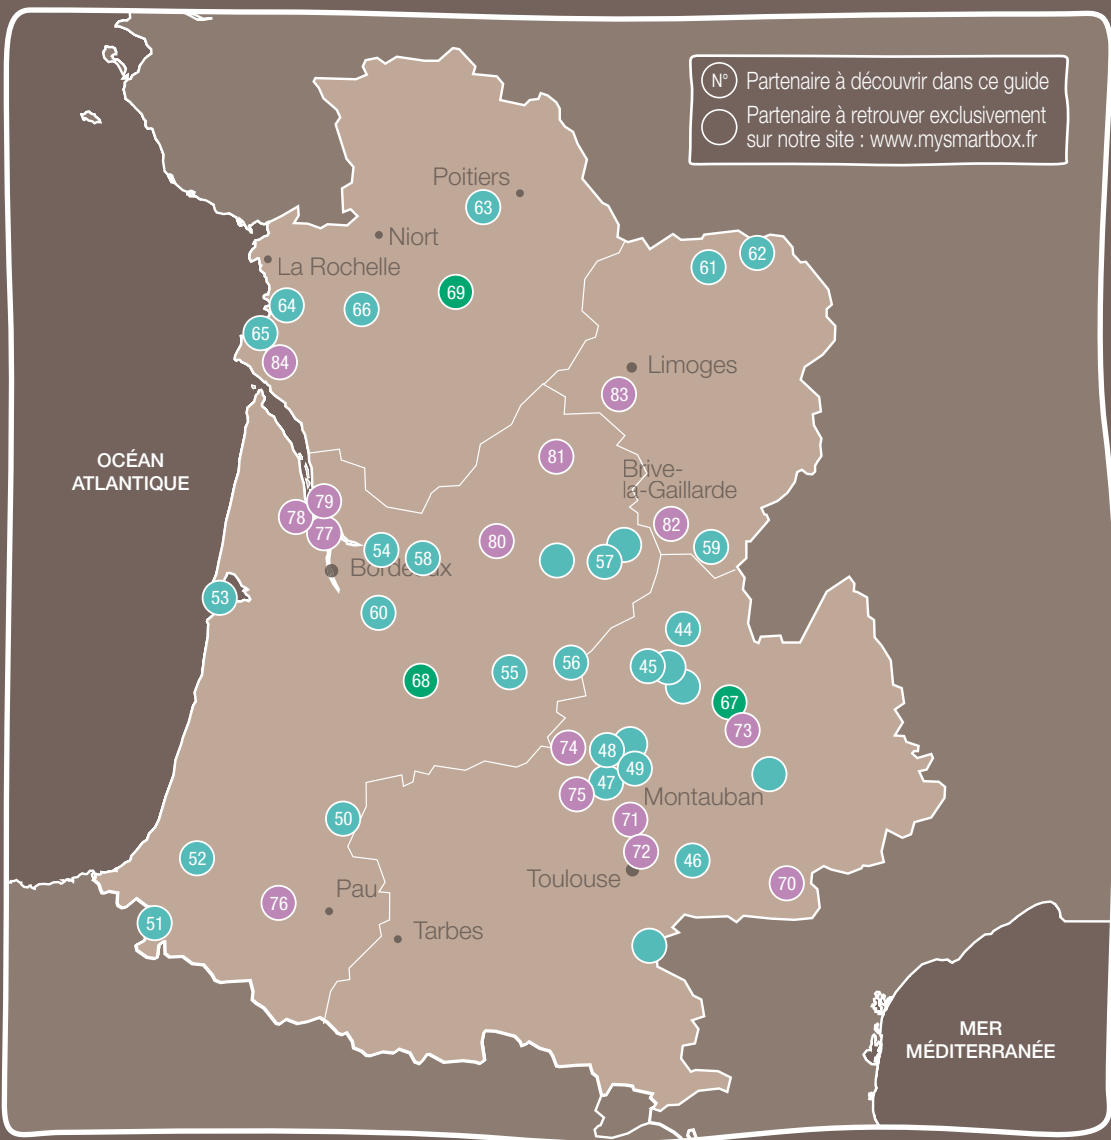 N° Partenaire à découvrir dans ce guide
Partenaire à retrouver exclusivement
sur notre site : www.mysmartbox.fr
Poitiers
63
Niort
62
61
La Rochelle
69
64
66
65
84
Limoges
83
OCÉAN
ATLANTIQUE
81
Brive-
la-Gaillarde
79
78
77
82
80
54
58
57
59
Bordeaux
53
60
44
56
45
55
68
67
73
74
48
49
47
75
Montauban
50
71
72
52
46
Toulouse
70
Pau
76
51
Tarbes
MER
MÉDITERRANÉE